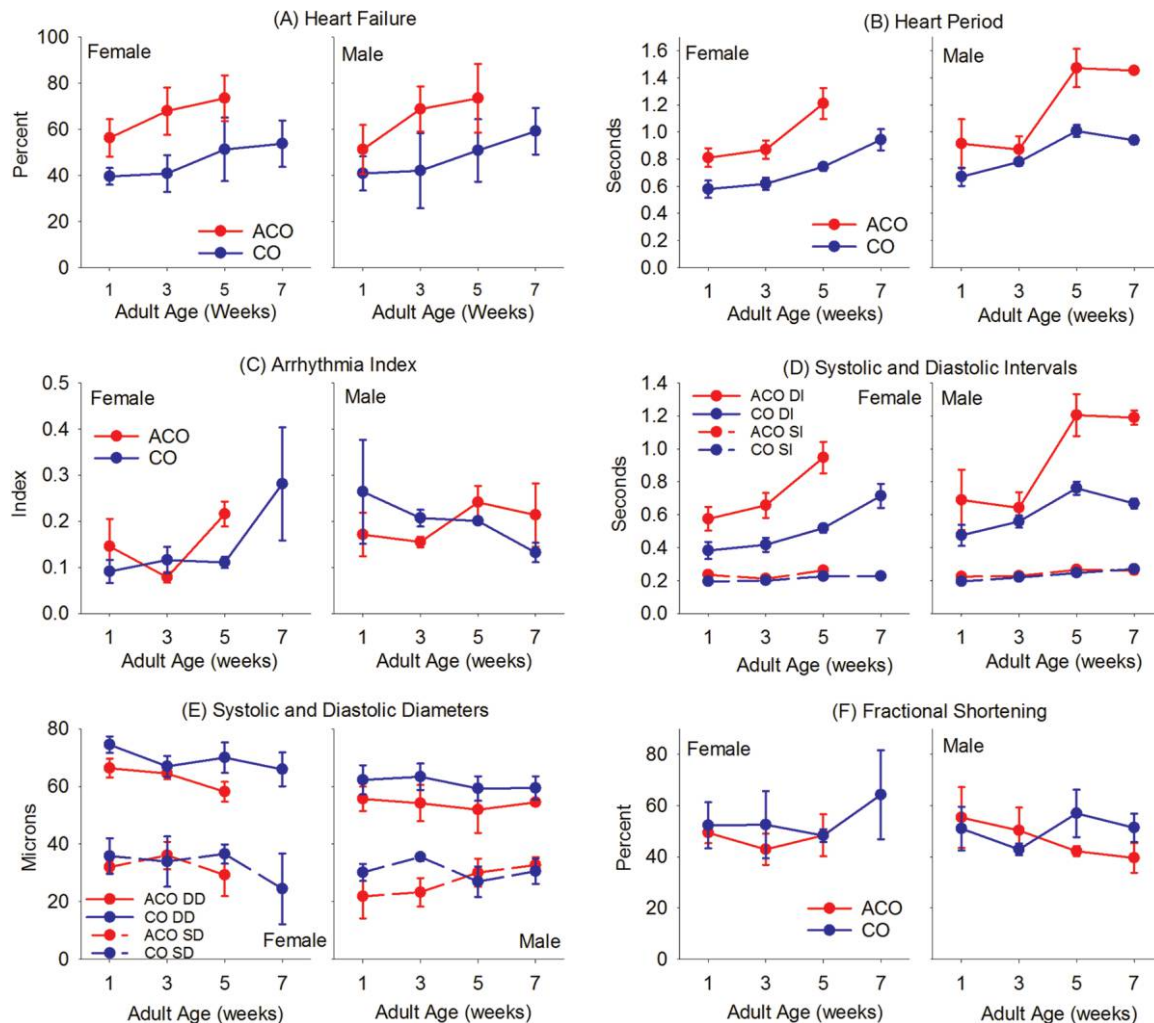 (A) Heart Failure
Female
Male
Percent
100
80
60
40
20
0
ACO
CO
1 3 5 7
1 3 5 7
Adult Age (Weeks)
Adult Age (Weeks)
(B) Heart Period
Female
Male
Seconds
1.6
1.4
1.2
1.0
0.8
0.6
0.4
0.2
0.0
ACO
CO
1 3 5 7
1 3 5 7
Adult Age (weeks)
Adult Age (weeks)
(C) Arrhythmia Index
Female
Male
ACO
CO
Index
0.5
0.4
0.3
0.2
0.1
0.0
1 3 5 7
1 3 5 7
Adult Age (weeks)
Adult Age (weeks)
(D) Systolic and Diastolic Intervals
ACO DI
CO DI
ACO SI
CO SI
Female
Male
Seconds
1.4
1.2
1.0
0.8
0.6
0.4
0.2
0.0
1 3 5 7
1 3 5 7
Adult Age (weeks)
Adult Age (weeks)
(E) Systolic and Diastolic Diameters
Microns
80
60
40
20
0
ACO DD
CO DD
ACO SD
CO SD
Female
Male
1 3 5 7
1 3 5 7
Adult Age (weeks)
Adult Age (weeks)
(F) Fractional Shortening
Female
Male
Percent
80
60
40
20
0
ACO
CO
1 3 5 7
1 3 5 7
Adult Age (weeks)
Adult Age (weeks)